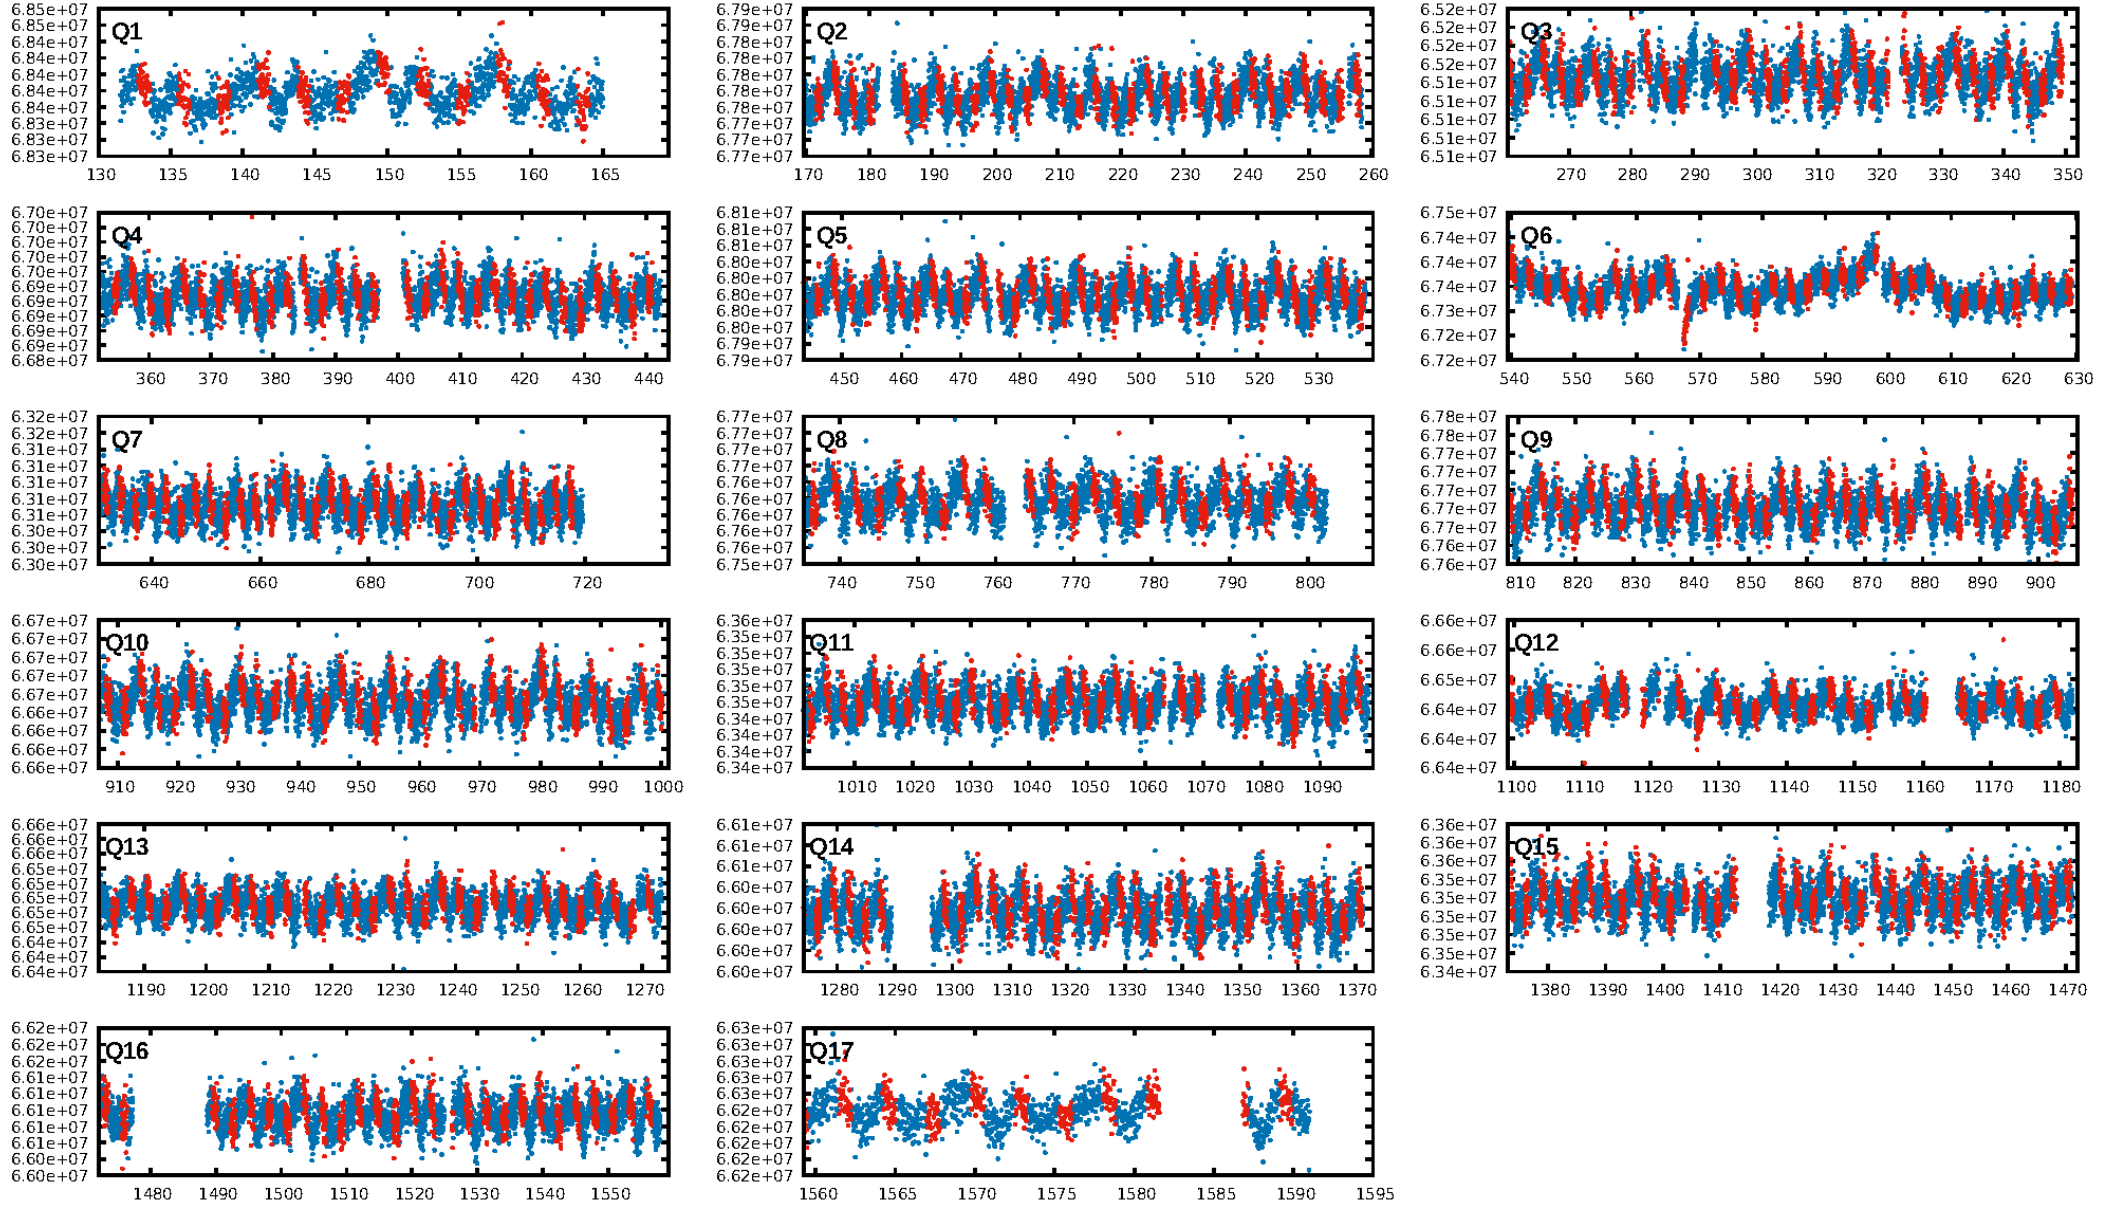 Q1
6.85e+07
6.85e+07
6.84e+07
6.84e+07
6.84e+07
6.84e+07
6.84e+07
6.83e+07
6.83e+07
6.83e+07
130 135 140 145 150 155 160 165
Q2
6.79e+07
6.79e+07
6.78e+07
6.78e+07
6.78e+07
6.78e+07
6.78e+07
6.77e+07
6.77e+07
6.77e+07
170 180 190 200 210 220 230 240 250 260
Q3
6.52e+07
6.52e+07
6.52e+07
6.52e+07
6.51e+07
6.51e+07
6.51e+07
6.51e+07
6.51e+07
270 280 290 300 310 320 330 340 350
Q4
6.70e+07
6.70e+07
6.70e+07
6.70e+07
6.70e+07
6.69e+07
6.69e+07
6.69e+07
6.69e+07
6.69e+07
6.68e+07
360 370 380 390 400 410 420 430 440
Q5
6.81e+07
6.81e+07
6.81e+07
6.80e+07
6.80e+07
6.80e+07
6.80e+07
6.80e+07
6.79e+07
6.79e+07
450 460 470 480 490 500 510 520 530
Q6
6.75e+07
6.74e+07
6.74e+07
6.74e+07
6.73e+07
6.72e+07
6.72e+07
540 550 560 570 580 590 600 610 620 630
Q7
6.32e+07
6.32e+07
6.31e+07
6.31e+07
6.31e+07
6.31e+07
6.31e+07
6.30e+07
6.30e+07
6.30e+07
640 660 680 700 720
Q8
6.77e+07
6.77e+07
6.77e+07
6.77e+07
6.76e+07
6.76e+07
6.76e+07
6.76e+07
6.76e+07
6.75e+07
740 750 760 770 780 790 800
Q9
6.78e+07
6.78e+07
6.77e+07
6.77e+07
6.77e+07
6.77e+07
6.77e+07
6.76e+07
6.76e+07
810 820 830 840 850 860 870 880 890 900
Q10
6.67e+07
6.67e+07
6.67e+07
6.67e+07
6.67e+07
6.66e+07
6.66e+07
6.66e+07
6.66e+07
910 920 930 940 950 960 970 980 990 1000
Q11
6.36e+07
6.35e+07
6.35e+07
6.35e+07
6.35e+07
6.35e+07
6.34e+07
6.34e+07
6.34e+07
6.34e+07
1010 1020 1030 1040 1050 1060 1070 1080 1090
Q12
6.66e+07
6.66e+07
6.65e+07
6.64e+07
6.64e+07
6.64e+07
1100 1110 1120 1130 1140 1150 1160 1170 1180
Q13
6.66e+07
6.66e+07
6.66e+07
6.65e+07
6.65e+07
6.65e+07
6.65e+07
6.65e+07
6.64e+07
6.64e+07
6.64e+07
1190 1200 1210 1220 1230 1240 1250 1260 1270
Q14
6.61e+07
6.61e+07
6.61e+07
6.60e+07
6.60e+07
6.60e+07
6.60e+07
6.60e+07
1280 1290 1300 1310 1320 1330 1340 1350 1360 1370
Q15
6.36e+07
6.36e+07
6.36e+07
6.35e+07
6.35e+07
6.35e+07
6.35e+07
6.35e+07
6.34e+07
1380 1390 1400 1410 1420 1430 1440 1450 1460 1470
Q16
6.62e+07
6.62e+07
6.62e+07
6.61e+07
6.61e+07
6.61e+07
6.61e+07
6.61e+07
6.60e+07
6.60e+07
1480 1490 1500 1510 1520 1530 1540 1550
Q17
6.63e+07
6.63e+07
6.63e+07
6.63e+07
6.62e+07
6.62e+07
6.62e+07
6.62e+07
6.62e+07
6.62e+07
1560 1565 1570 1575 1580 1585 1590 1595